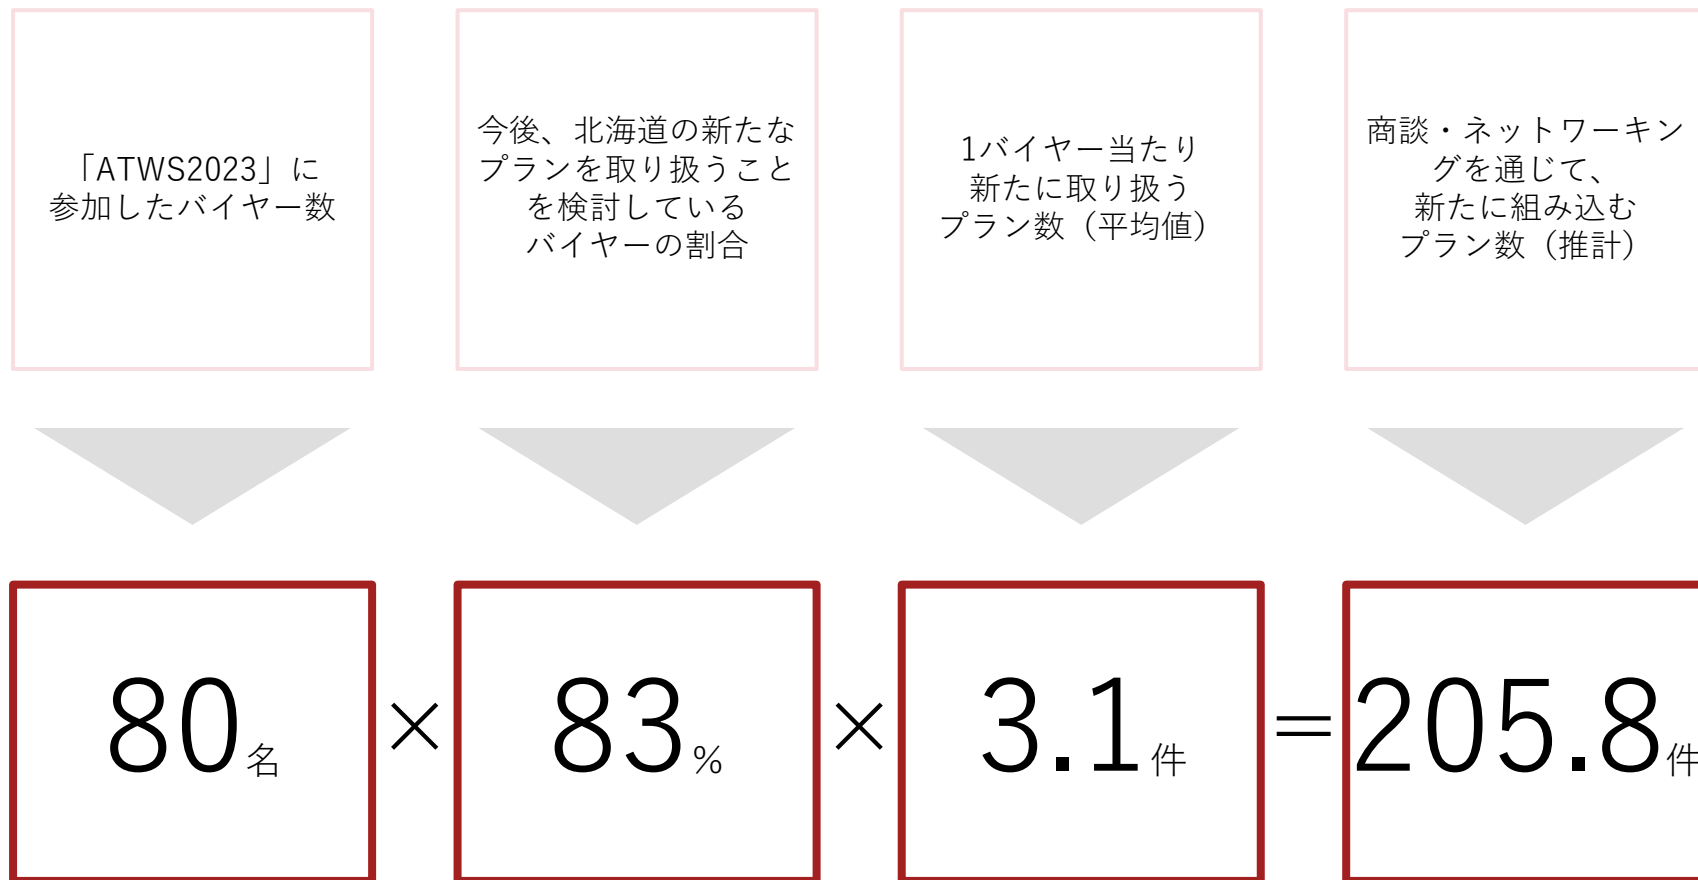 「ATWS2023」に
参加したバイヤー数
今後、北海道の新たな
プランを取り扱うこと
を検討している
バイヤーの割合
1バイヤー当たり
新たに取り扱う
プラン数（平均値）
商談・ネットワーキン
グを通じて、
新たに組み込む
プラン数（推計）
80名 × 83% × 3.1件 ＝ 205.8件